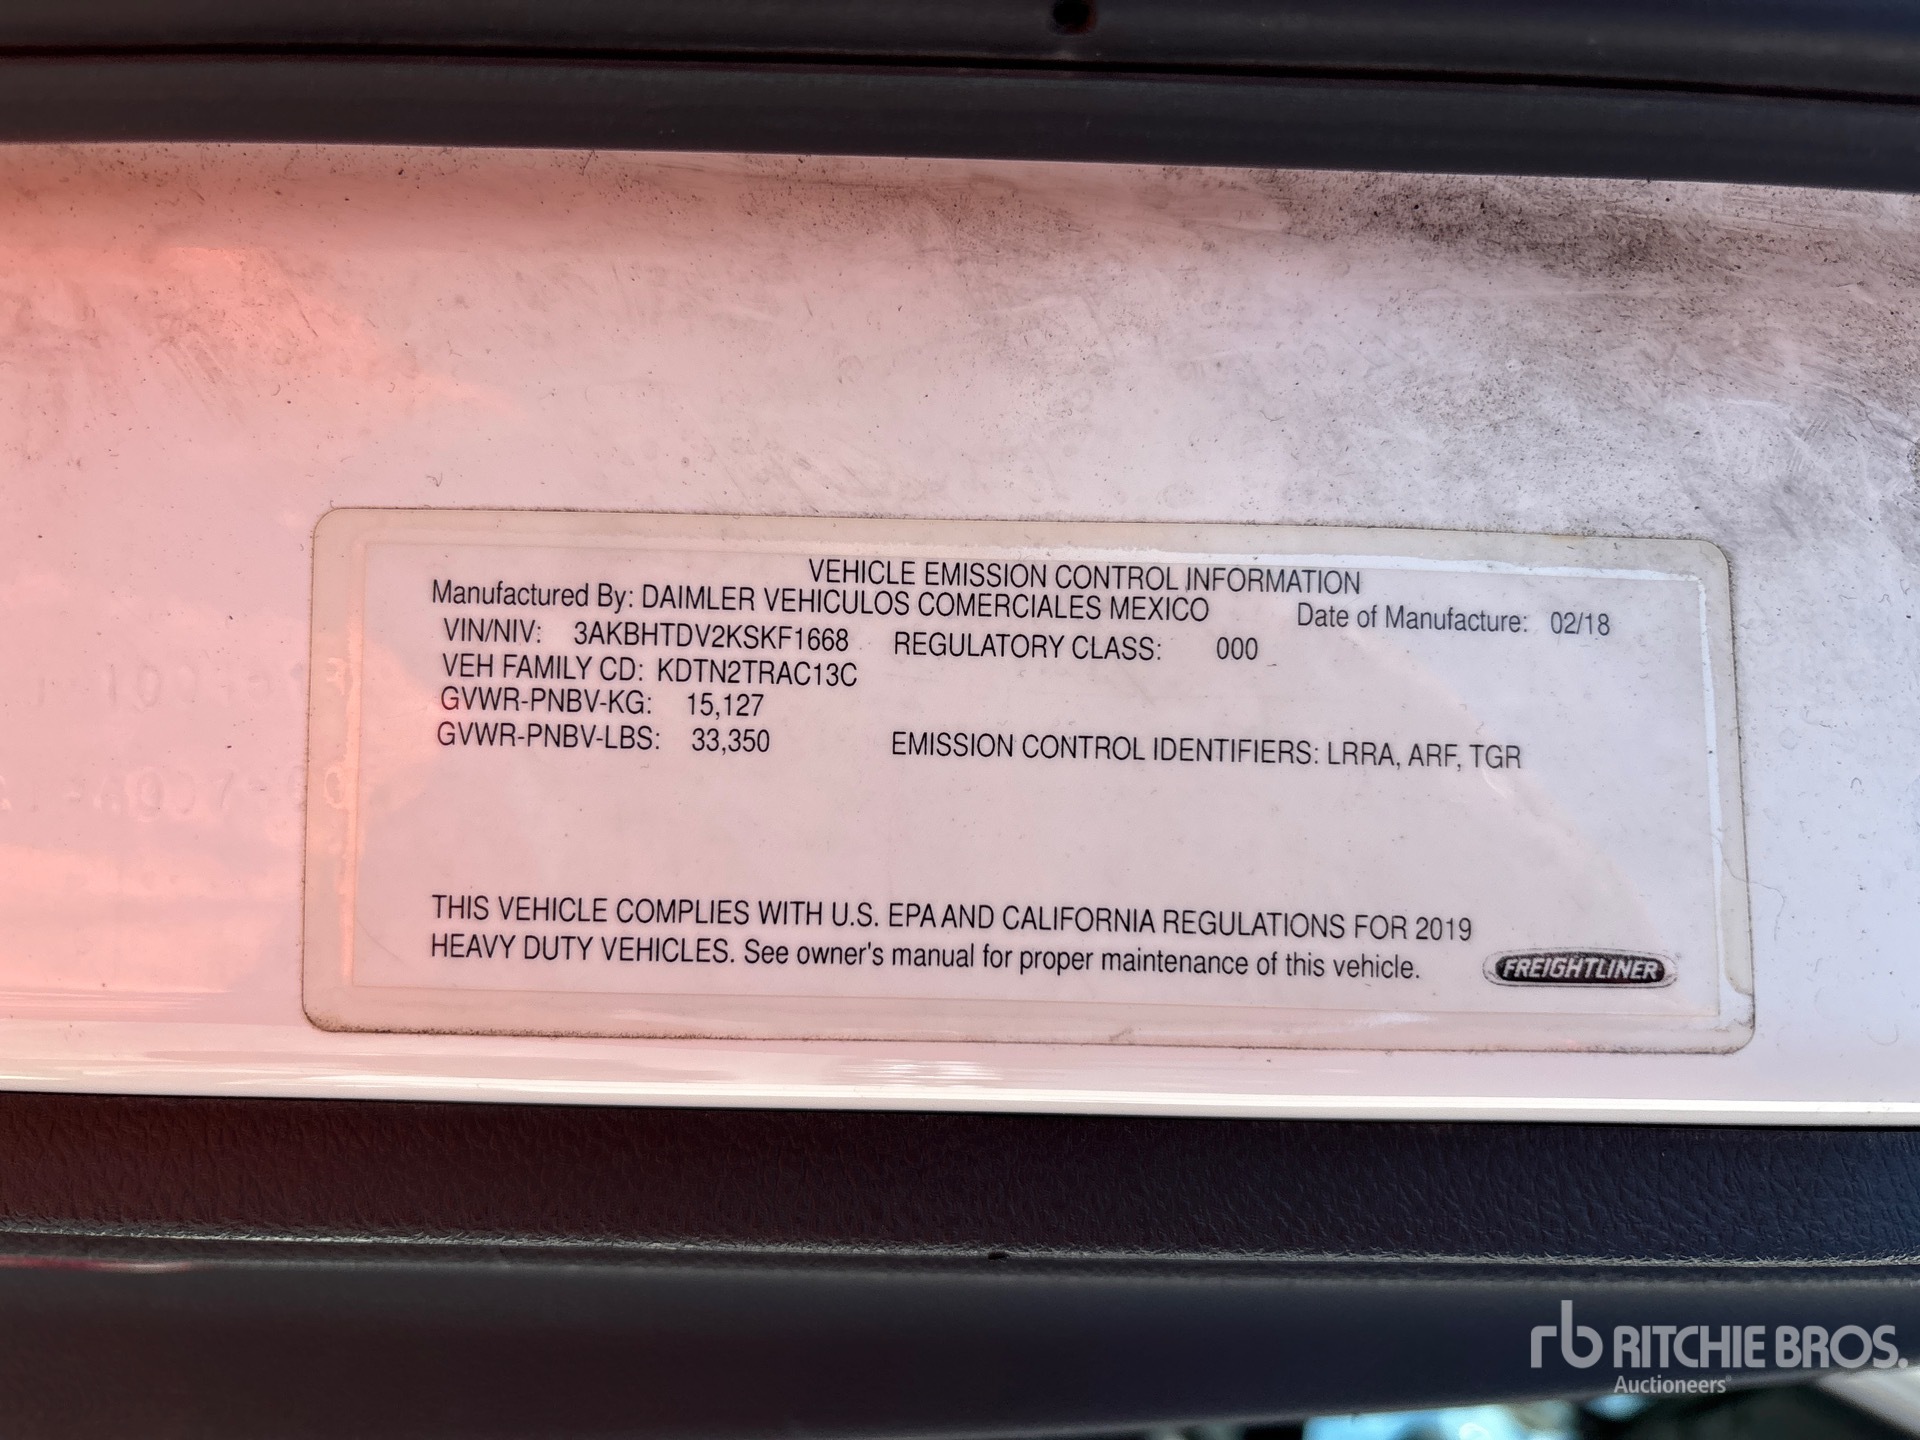 VEHICLE EMISSION CONTROL INFORMATION
Manufactured By: DAIMLER VEHICULOS COMERCIALES MEXICO Date of Manufacture: 02/18
VIN/NIV: 3AKBHTDV2KSKF1668 REGULATORY CLASS: 000
VEH FAMILY CD: KDTN2TRAC13C
GVWR-PNBV-KG: 15,127
GVWR-PNBV-LBS: 33,350 EMISSION CONTROL IDENTIFIERS: LRRA, ARF, TGR
THIS VEHICLE COMPLIES WITH U.S. EPA AND CALIFORNIA REGULATIONS FOR 2019
HEAVY DUTY VEHICLES. See owner's manual for proper maintenance of this vehicle.
FREIGHTLINER
rb RITCHIE BROS.
Auctioneers